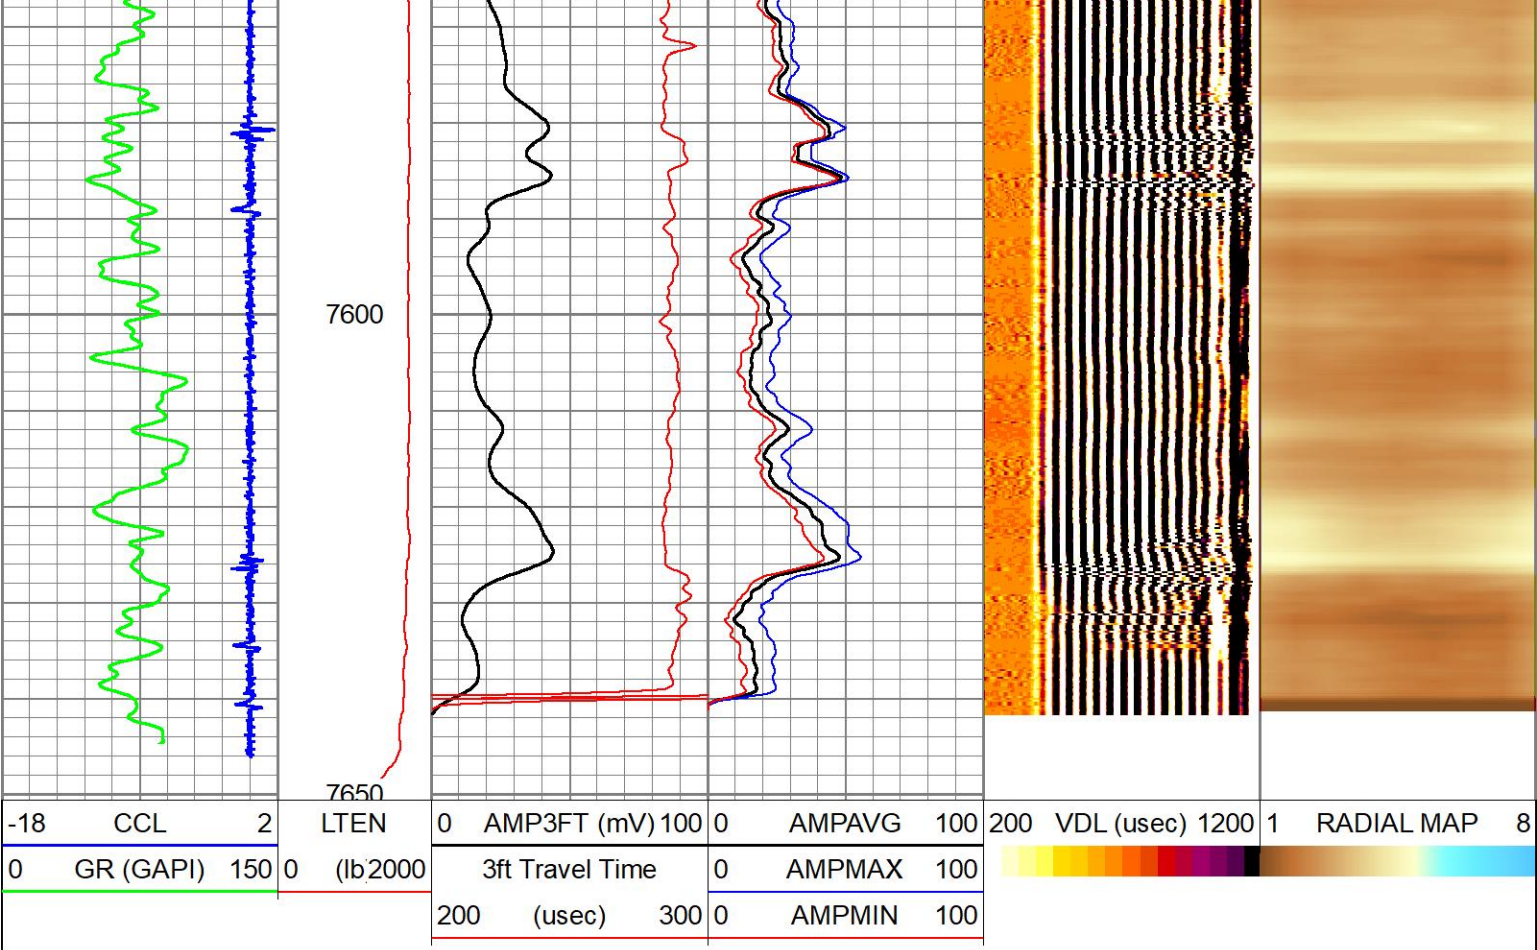 7600
7650
-18 CCL 2
LTEN
0 AMP3FT (mV) 100
0 AMPAVG 100
200 VDL (usec) 1200
1 RADIAL MAP 8
0 GR (GAPI) 150
0 (lb 2000
3ft Travel Time
0 AMPMAX 100
200 (usec) 300
0 AMPMIN 100